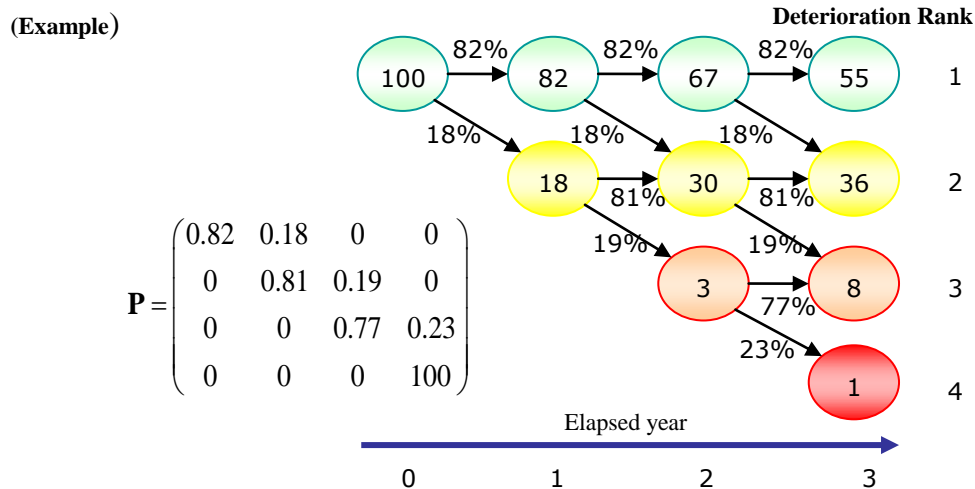 (Example)
Deterioration Rank
82% 82% 82%
100 82 67 55 1
18% 18% 18%
18 30 36 2
81% 81%
19% 19%
3 8 3
77%
23%
1 4
P = 
0.82 0.18 0 0
0 0.81 0.19 0
0 0 0.77 0.23
0 0 0 100
Elapsed year
0 1 2 3